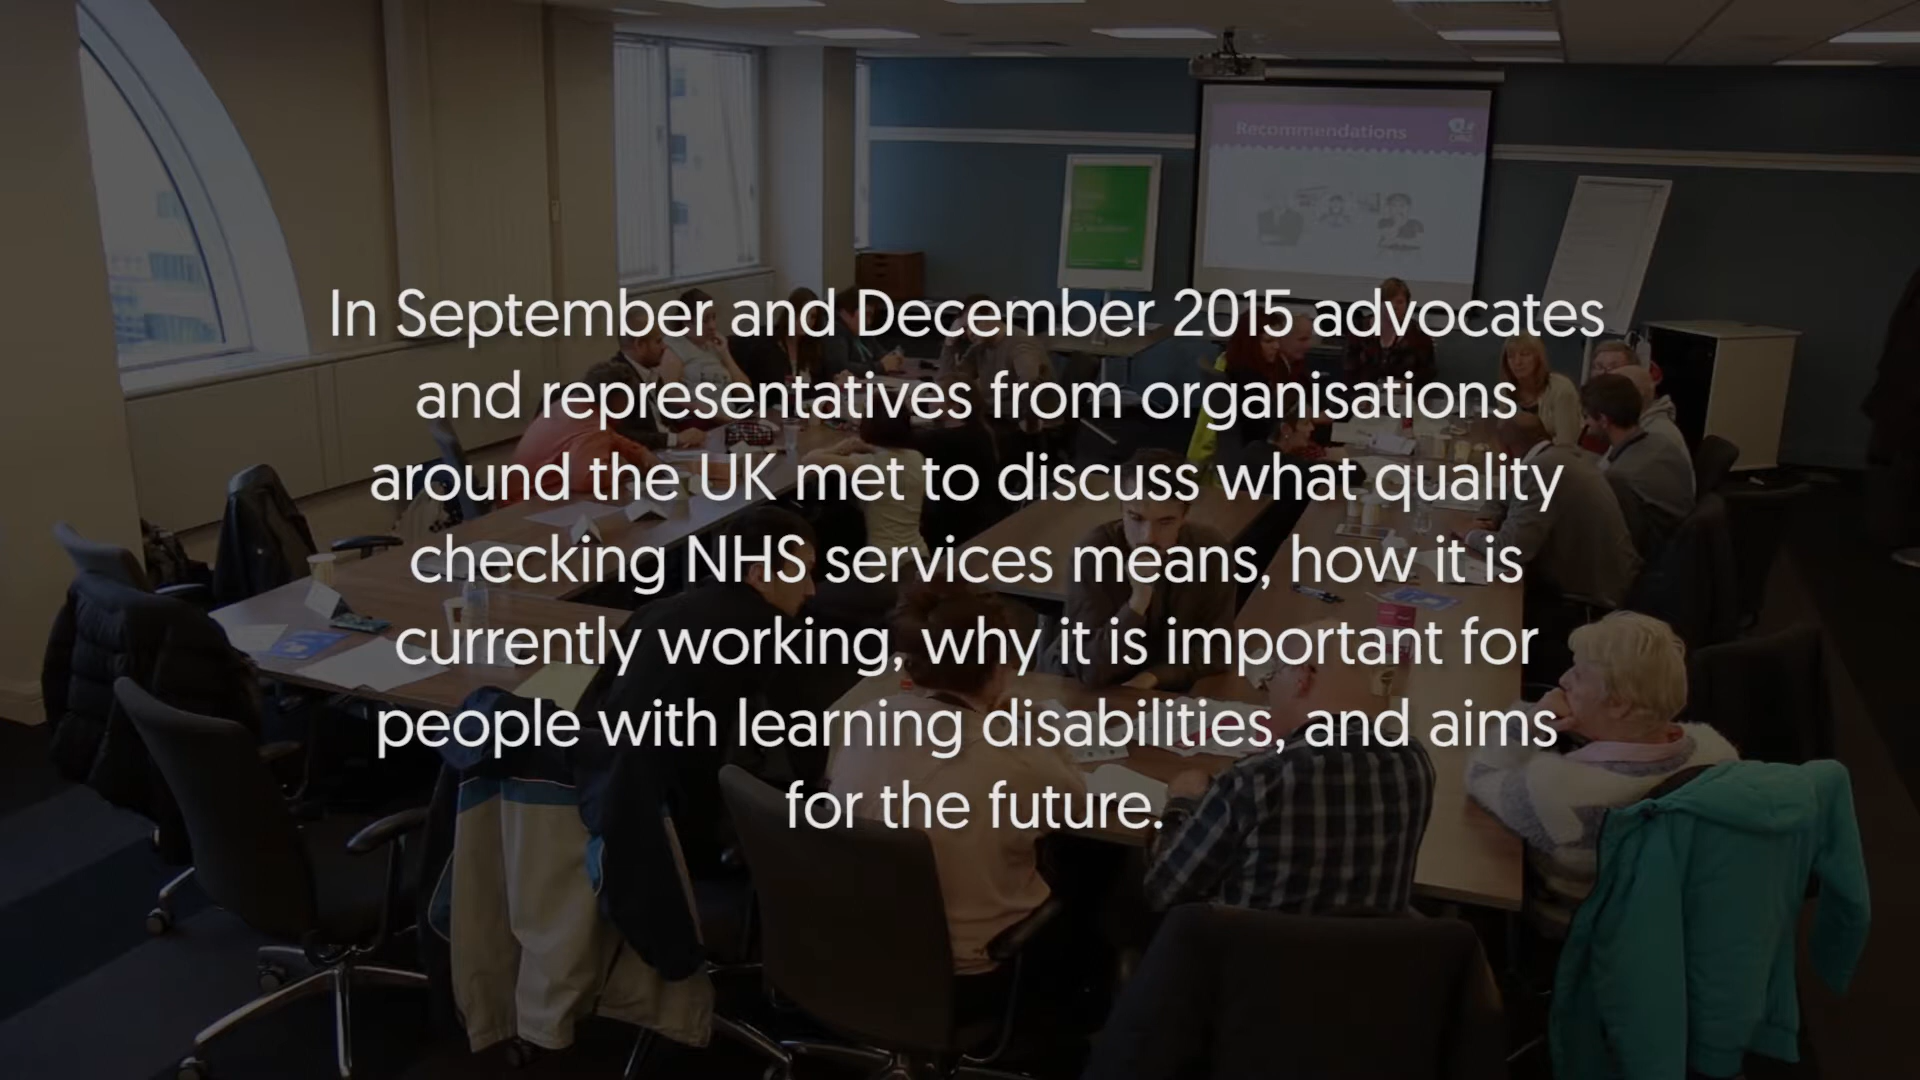 Recommendations
In September and December 2015 advocates
and representatives from organisations
around the UK met to discuss what quality
checking NHS services means, how it is
currently working, why it is important for
people with learning disabilities, and aims
for the future.